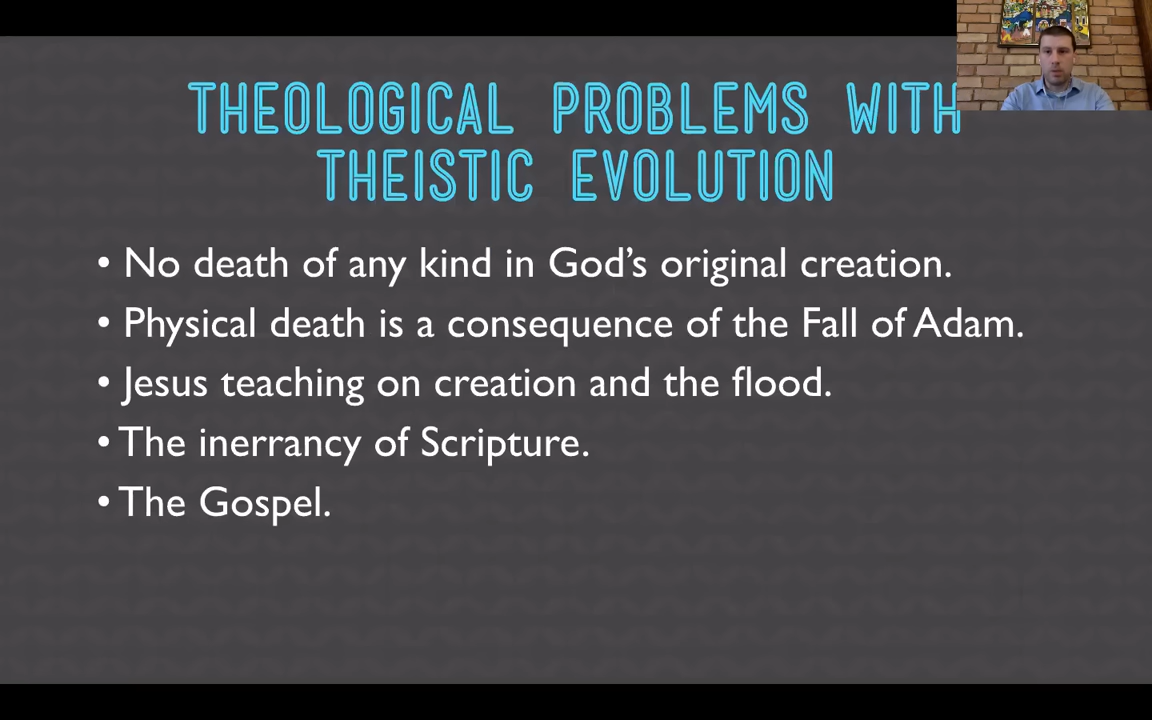 THEOLOGICAL PROBLEMS WITH
THEISTIC EVOLUTION
• No death of any kind in God’s original creation.
• Physical death is a consequence of the Fall of Adam.
• Jesus teaching on creation and the flood.
• The inerrancy of Scripture.
• The Gospel.